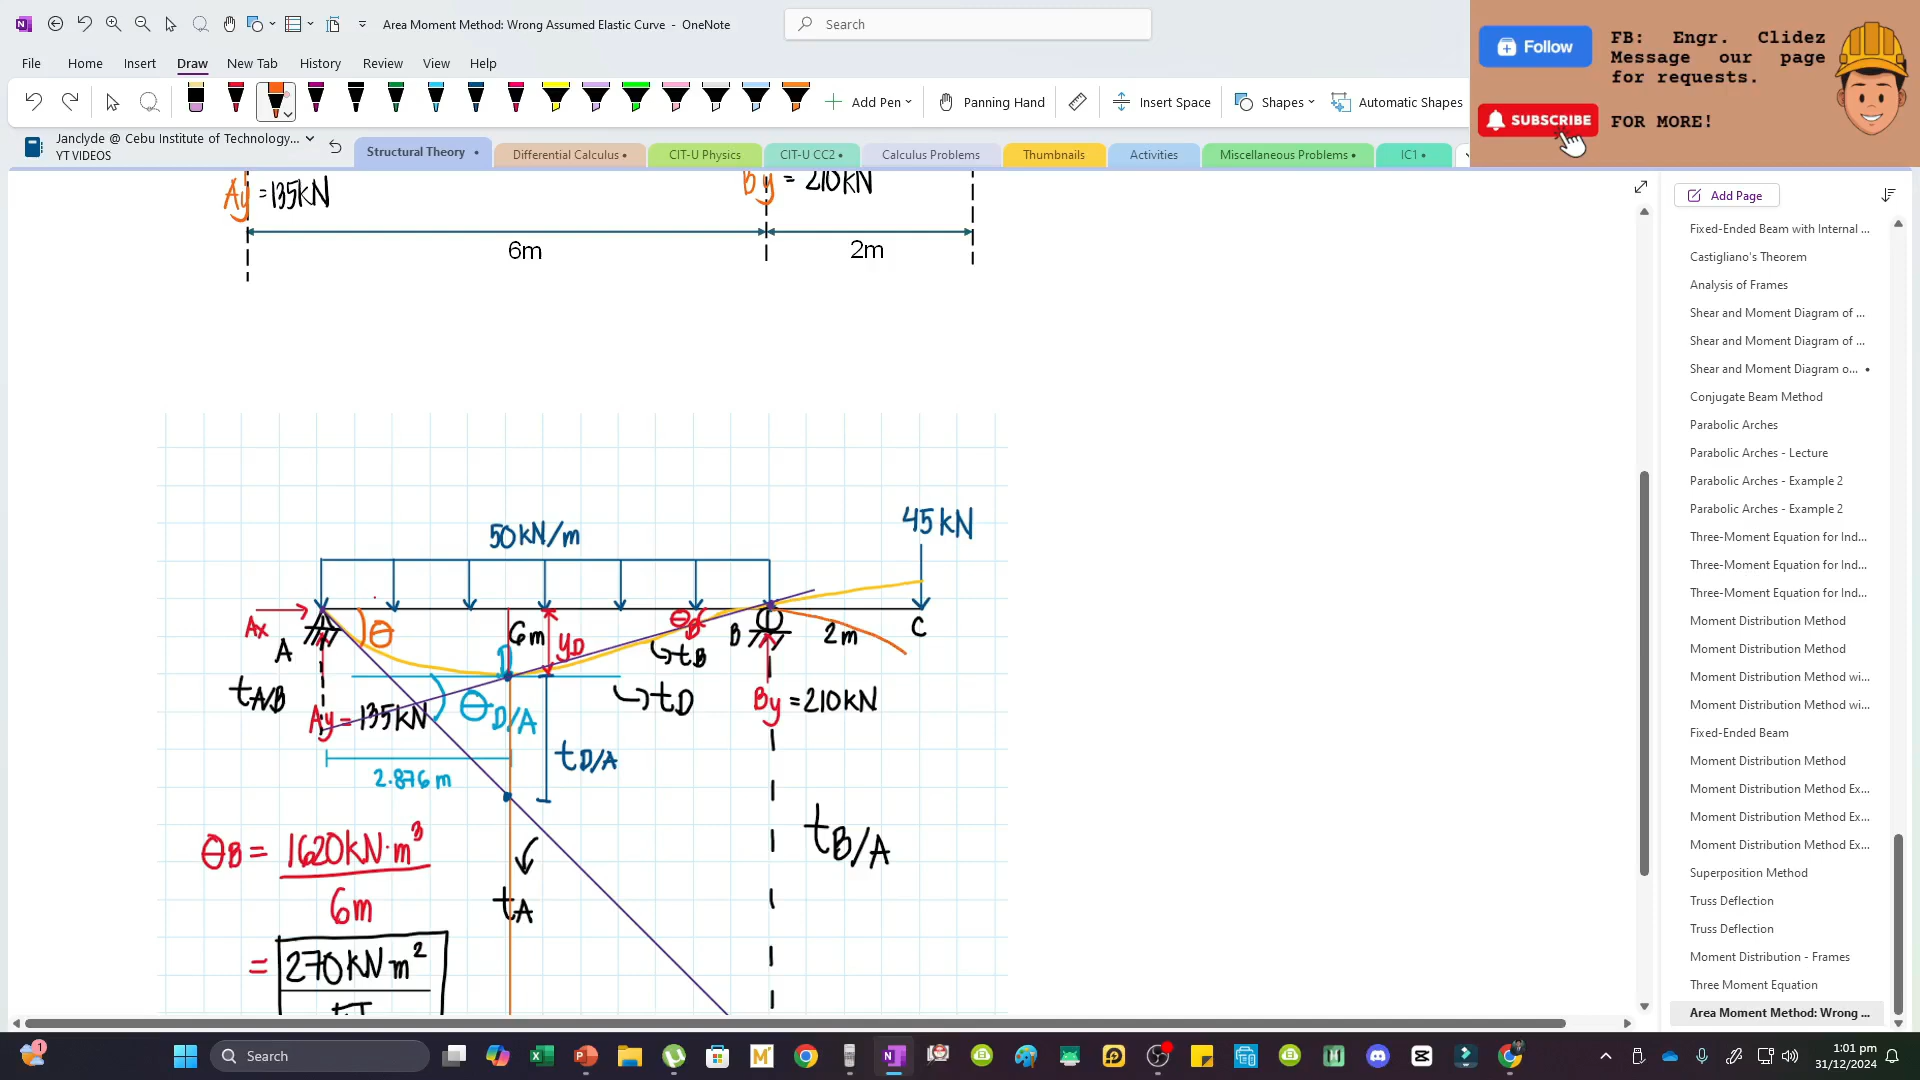 Area Moment Method: Wrong Assumed Elastic Curve - OneNote
Search
Follow
FB: Engr. Clidez
Message our page
for requests.
SUBSCRIBE
FOR MORE!
File
Home
Insert
Draw
New Tab
History
Review
View
Help
Add Pen
Panning Hand
Insert Space
Shapes
Automatic Shapes
Janclyde @ Cebu Institute of Technology...
YT VIDEOS
Structural Theory
Differential Calculus
CIT-U Physics
CIT-U CC2
Calculus Problems
Thumbnails
Activities
Miscellaneous Problems
IC1
Add Page
Ay = 135KN
By = 210KN
6m
2m
50KN/m
45KN
Ax
A
θ
6m
D
yD
θB
B
2m
C
tB
tA/B
tD
By = 210KN
Ay = 135KN
θD/A
tD/A
2.876m
tB/A
θB = 1620KN·m³
6m
tA
= 270KNm²
EI
Fixed-Ended Beam with Internal ...
Castigliano's Theorem
Analysis of Frames
Shear and Moment Diagram of ...
Shear and Moment Diagram of ...
Shear and Moment Diagram o...
Conjugate Beam Method
Parabolic Arches
Parabolic Arches - Lecture
Parabolic Arches - Example 2
Parabolic Arches - Example 2
Three-Moment Equation for Ind...
Three-Moment Equation for Ind...
Three-Moment Equation for Ind...
Moment Distribution Method
Moment Distribution Method
Moment Distribution Method wi...
Moment Distribution Method wi...
Fixed-Ended Beam
Moment Distribution Method
Moment Distribution Method Ex...
Moment Distribution Method Ex...
Moment Distribution Method Ex...
Superposition Method
Truss Deflection
Truss Deflection
Moment Distribution - Frames
Three Moment Equation
Area Moment Method: Wrong ...
1
Search
1:01 pm
31/12/2024